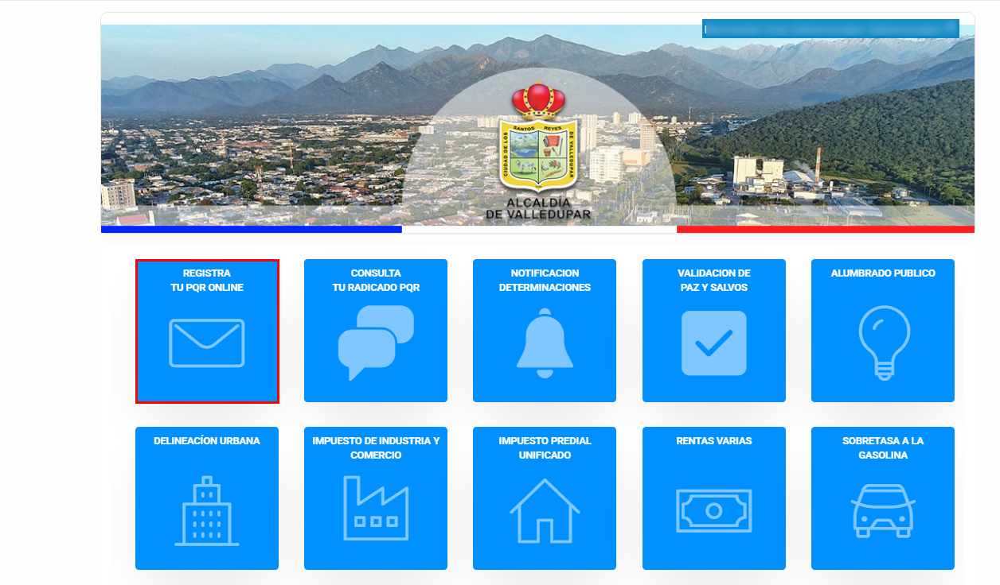 CIUDAD DE LOS
SANTOS REYES
DE VALLEDUPAR
ALCALDÍA
DE VALLEDUPAR
REGISTRA
TU PQR ONLINE
CONSULTA
TU RADICADO PQR
NOTIFICACION
DETERMINACIONES
VALIDACION DE
PAZ Y SALVOS
ALUMBRADO PUBLICO
DELINEACÍON URBANA
IMPUESTO DE INDUSTRIA Y
COMERCIO
IMPUESTO PREDIAL
UNIFICADO
RENTAS VARIAS
SOBRETASA A LA
GASOLINA